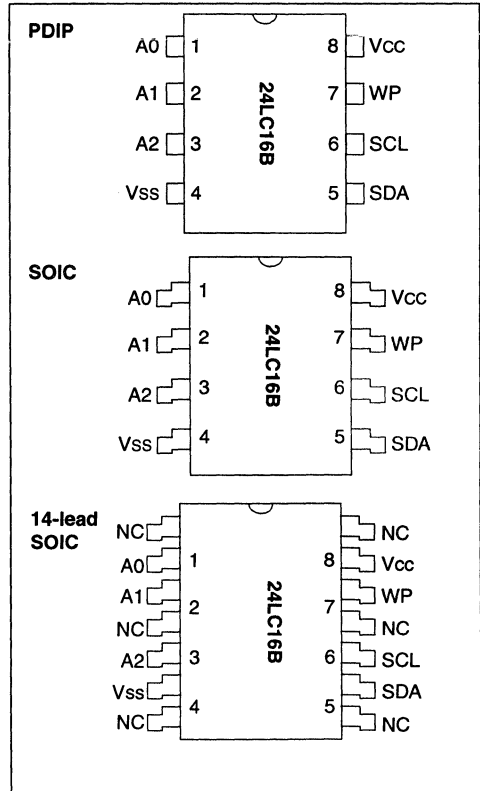 PDIP
A0 1 8 Vcc
A1 2 7 WP
A2 3 6 SCL
Vss 4 5 SDA
24LC16B
SOIC
A0 1 8 Vcc
A1 2 7 WP
A2 3 6 SCL
Vss 4 5 SDA
24LC16B
14-lead
SOIC
NC NC
A0 1 8 Vcc
A1 WP
2 7
NC NC
A2 3 6 SCL
Vss SDA
4 5
NC NC
24LC16B